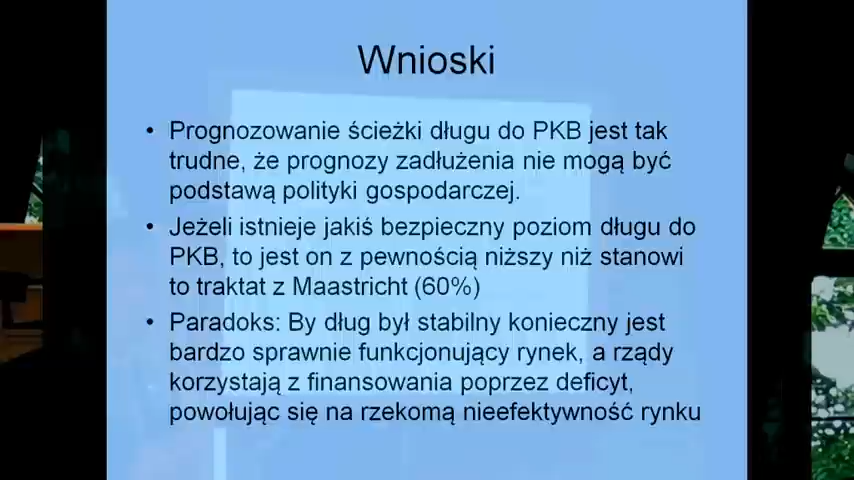 Wnioski
• Prognozowanie ścieżki długu do PKB jest tak
trudne, że prognozy zadłużenia nie mogą być
podstawą polityki gospodarczej.
• Jeżeli istnieje jakiś bezpieczny poziom długu do
PKB, to jest on z pewnością niższy niż stanowi
to traktat z Maastricht (60%)
• Paradoks: By dług był stabilny konieczny jest
bardzo sprawnie funkcjonujący rynek, a rządy
korzystają z finansowania poprzez deficyt,
powołując się na rzekomą nieefektywność rynku